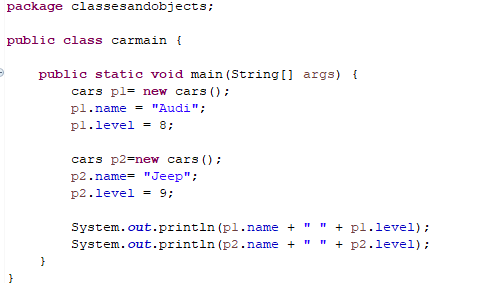 package classesandobjects;
public class carmain {
public static void main(String[] args) {
cars p1= new cars();
p1.name = "Audi";
p1.level = 8;
cars p2=new cars();
p2.name= "Jeep";
p2.level = 9;
System.out.println(p1.name + " " + p1.level);
System.out.println(p2.name + " " + p2.level);
}
}